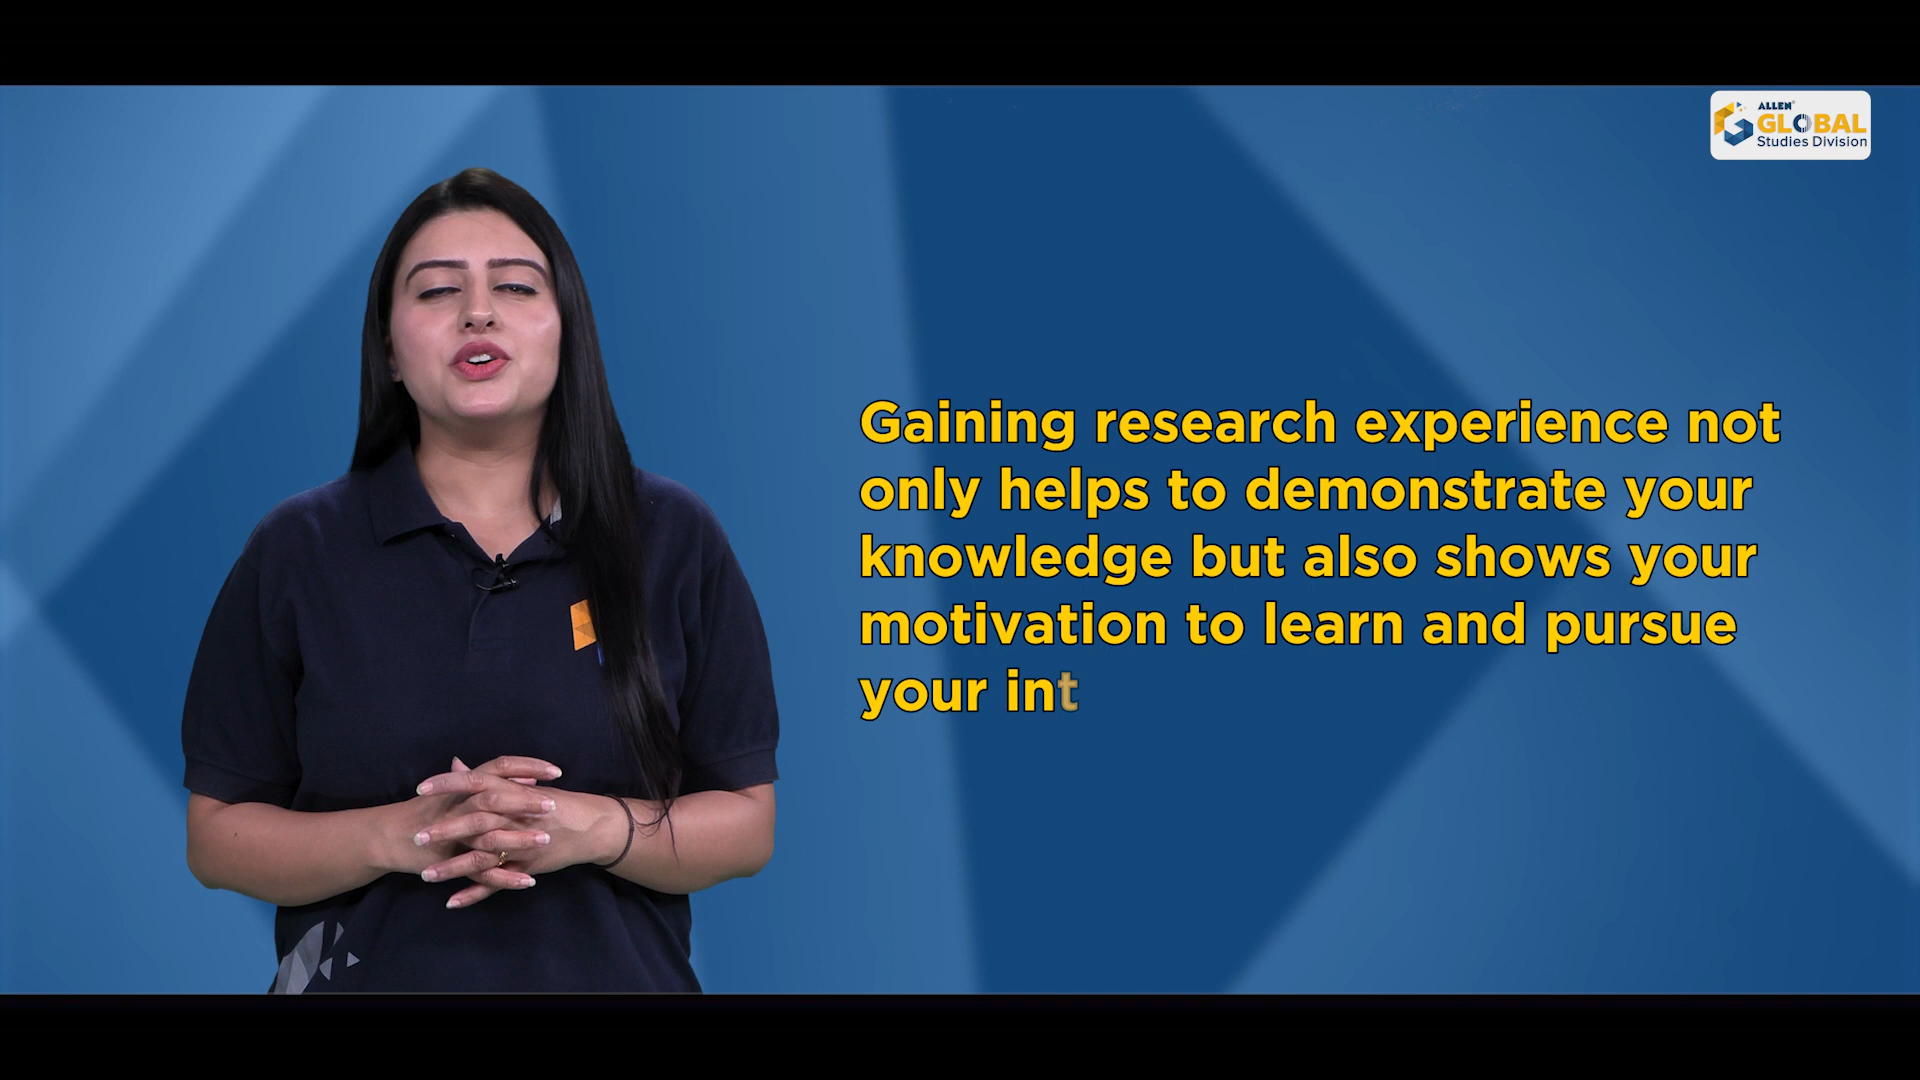 ALLEN
GLOBAL
Studies Division
Gaining research experience not
only helps to demonstrate your
knowledge but also shows your
motivation to learn and pursue
your int